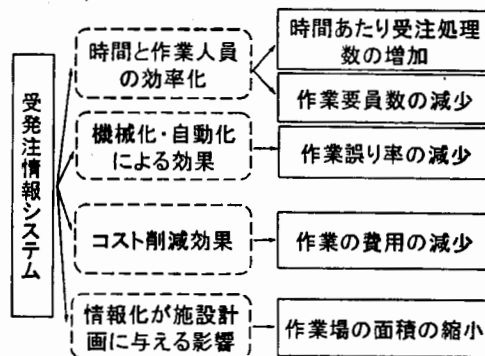 受発注情報システム
時間と作業人員
の効率化
時間あたり受注処理
数の増加
作業要員数の減少
機械化・自動化
による効果
作業誤り率の減少
コスト削減効果
作業の費用の減少
情報化が施設計
画に与える影響
作業場の面積の縮小